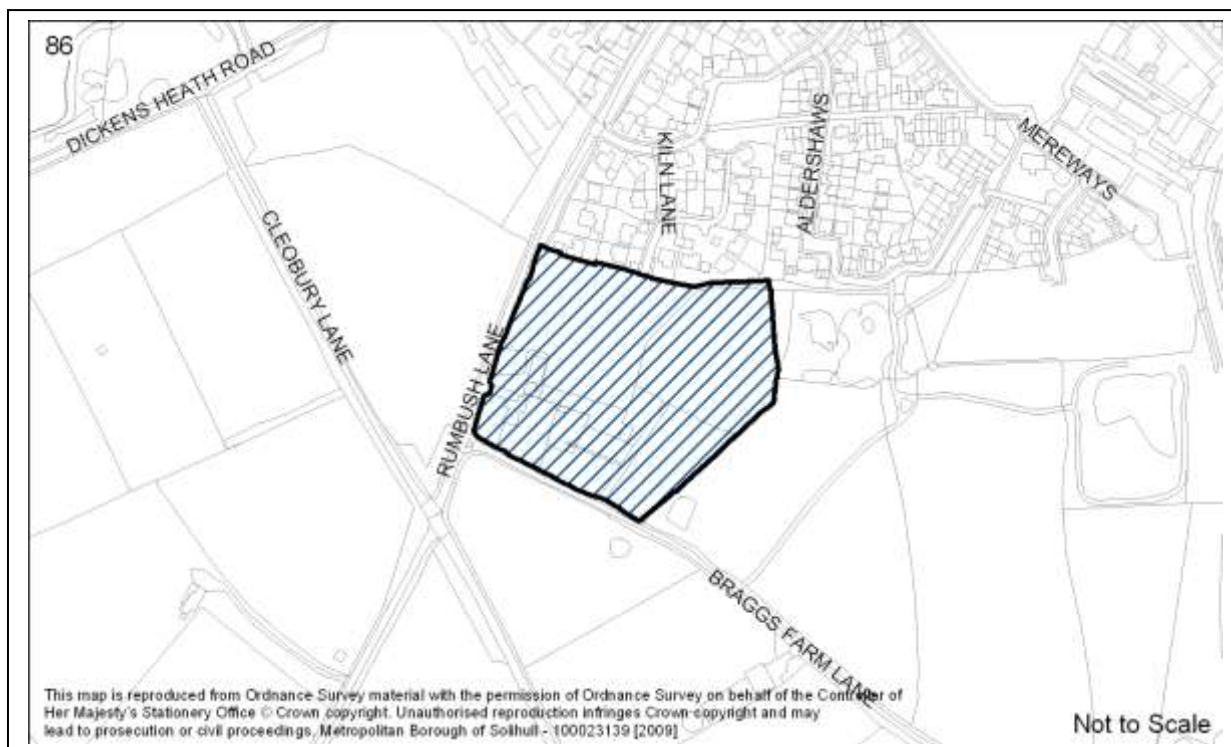 86
DICKENS HEATH ROAD
CLEOBURY LANE
RUMBUSH LANE
KILN LANE
ALDERSHAWS
MEREWAYS
BRAGGS FARM LANE
This map is reproduced from Ordnance Survey material with the permission of Ordnance Survey on behalf of the Controller of
Her Majesty's Stationery Office © Crown copyright. Unauthorised reproduction infringes Crown copyright and may
lead to prosecution or civil proceedings. Metropolitan Borough of Solihull - 100023139 [2009]
Not to Scale